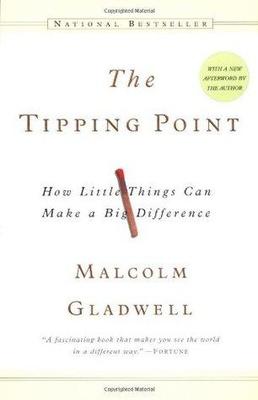 NATIONAL BESTSELLER
The
TIPPING POINT
WITH A NEW
AFTERWORD BY
THE AUTHOR
How Little Things Can
Make a Big Difference
MALCOLM
GLADWELL
"A fascinating book that makes you see the world
in a different way." —FORTUNE